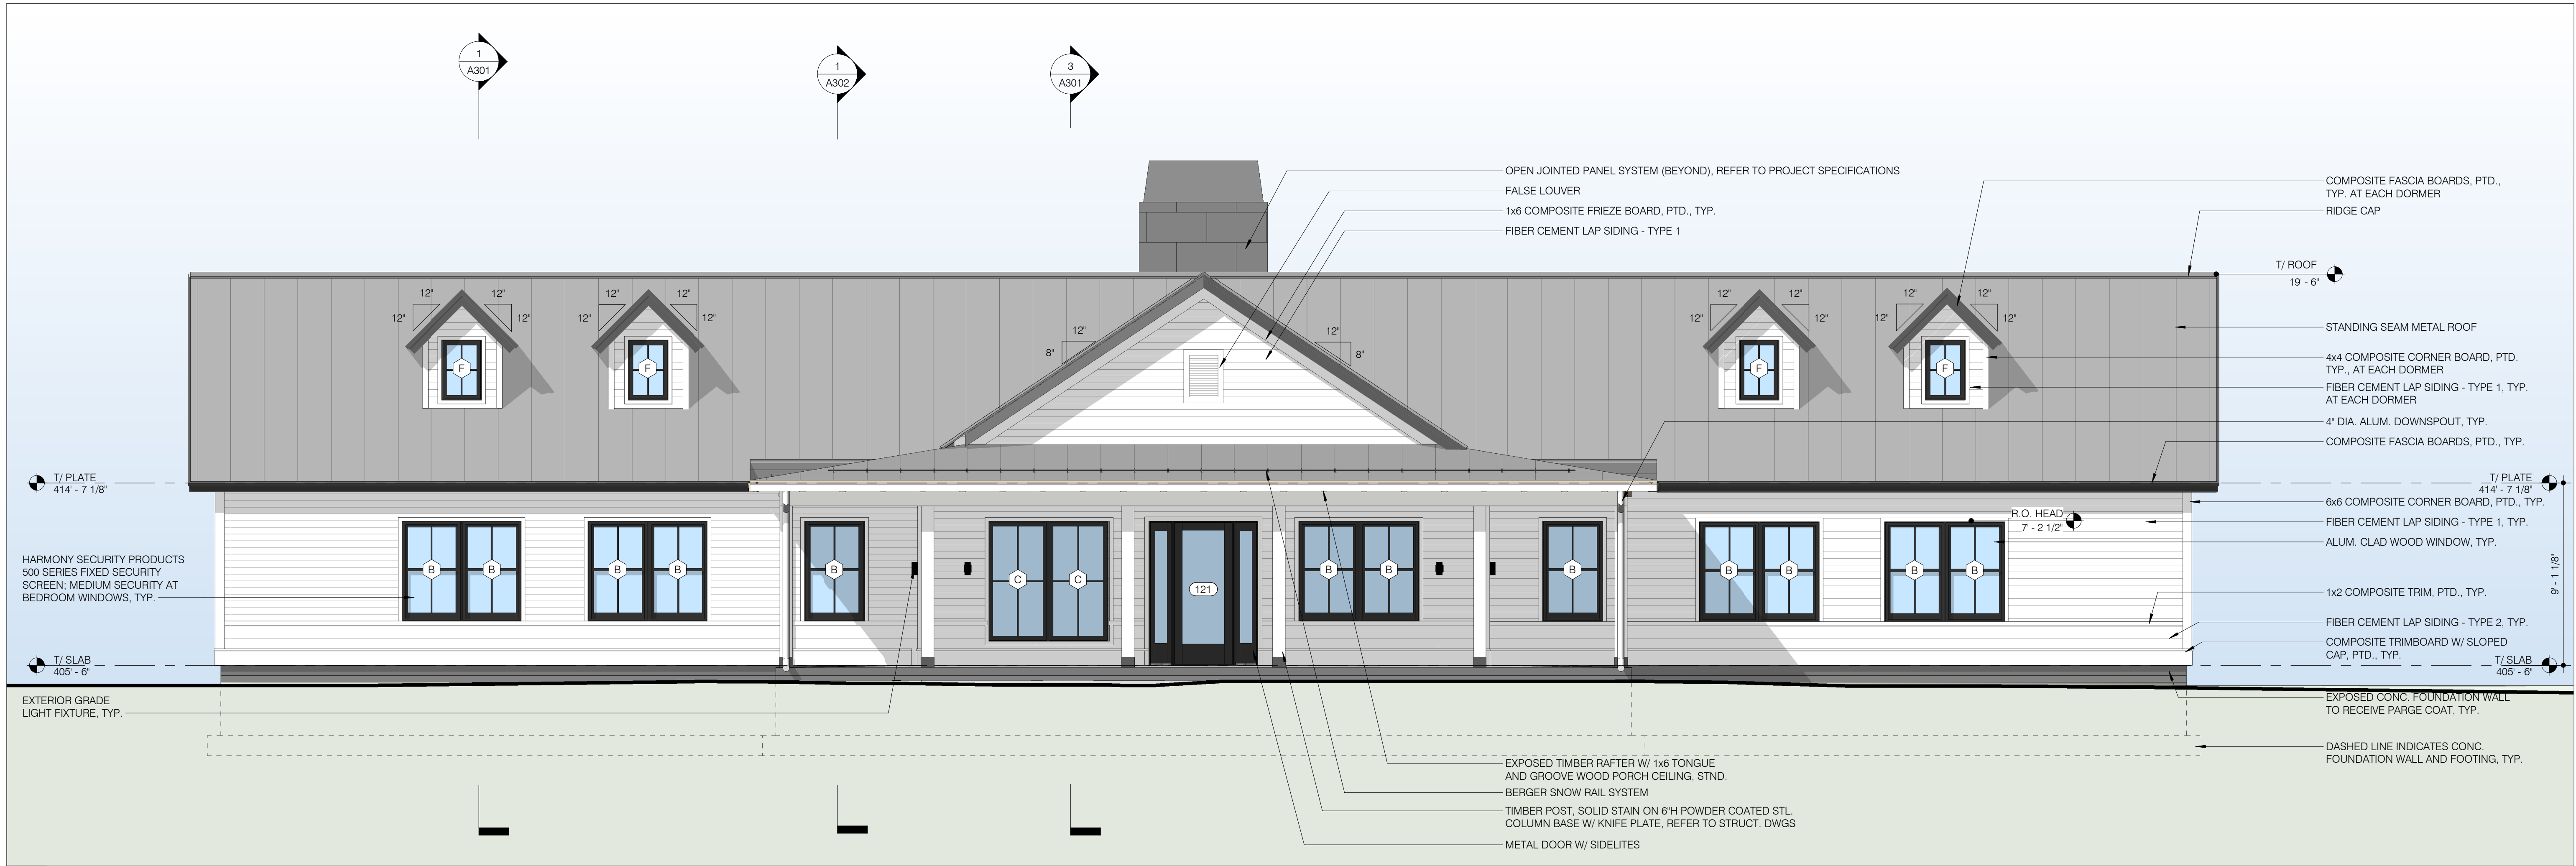 1
A301
1
A302
3
A301
OPEN JOINTED PANEL SYSTEM (BEYOND), REFER TO PROJECT SPECIFICATIONS
FALSE LOUVER
1x6 COMPOSITE FRIEZE BOARD, PTD., TYP.
FIBER CEMENT LAP SIDING - TYPE 1
COMPOSITE FASCIA BOARDS, PTD.,
TYP. AT EACH DORMER
RIDGE CAP
T/ ROOF
19' - 6"
STANDING SEAM METAL ROOF
4x4 COMPOSITE CORNER BOARD, PTD.
TYP., AT EACH DORMER
FIBER CEMENT LAP SIDING - TYPE 1, TYP.
AT EACH DORMER
4" DIA. ALUM. DOWNSPOUT, TYP.
COMPOSITE FASCIA BOARDS, PTD., TYP.
12"
12"
12"
12"
12"
12"
12"
12"
12"
8"
12"
8"
12"
12"
12"
12"
12"
12"
12"
12"
F
F
F
F
T/ PLATE
414' - 7 1/8"
T/ PLATE
414' - 7 1/8"
6x6 COMPOSITE CORNER BOARD, PTD., TYP.
R.O. HEAD
7' - 2 1/2"
FIBER CEMENT LAP SIDING - TYPE 1, TYP.
ALUM. CLAD WOOD WINDOW, TYP.
HARMONY SECURITY PRODUCTS
500 SERIES FIXED SECURITY
SCREEN; MEDIUM SECURITY AT
BEDROOM WINDOWS, TYP.
B
B
B
B
B
C
C
121
B
B
B
B
B
B
B
9' - 1 1/8"
1x2 COMPOSITE TRIM, PTD., TYP.
FIBER CEMENT LAP SIDING - TYPE 2, TYP.
COMPOSITE TRIMBOARD W/ SLOPED
CAP, PTD., TYP.
T/ SLAB
405' - 6"
T/ SLAB
405' - 6"
EXTERIOR GRADE
LIGHT FIXTURE, TYP.
EXPOSED CONC. FOUNDATION WALL
TO RECEIVE PARGE COAT, TYP.
DASHED LINE INDICATES CONC.
FOUNDATION WALL AND FOOTING, TYP.
EXPOSED TIMBER RAFTER W/ 1x6 TONGUE
AND GROOVE WOOD PORCH CEILING, STND.
BERGER SNOW RAIL SYSTEM
TIMBER POST, SOLID STAIN ON 6"H POWDER COATED STL.
COLUMN BASE W/ KNIFE PLATE, REFER TO STRUCT. DWGS
METAL DOOR W/ SIDELITES